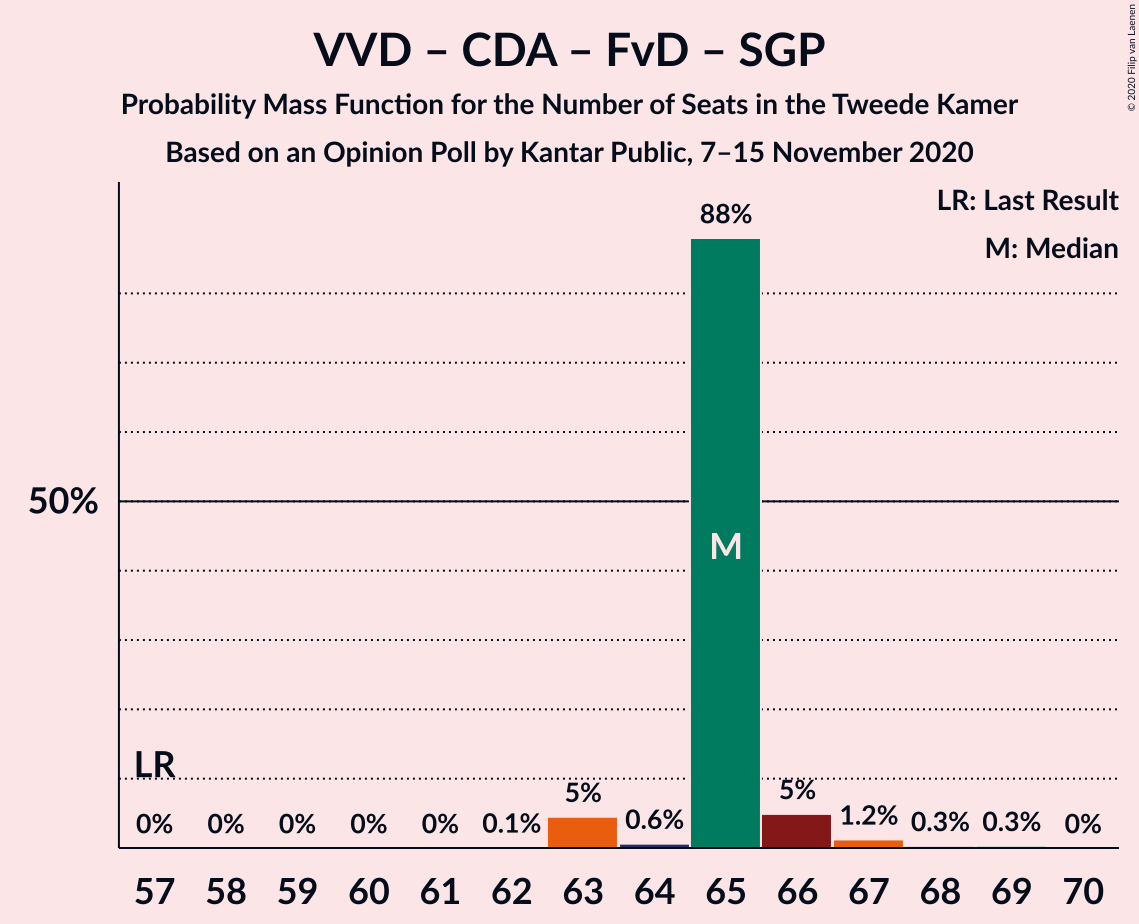 VVD – CDA – FvD – SGP
Probability Mass Function for the Number of Seats in the Tweede Kamer
Based on an Opinion Poll by Kantar Public, 7–15 November 2020
© 2020 Filip van Laenen
LR: Last Result
M: Median
88%
50%
M
LR
0% 0% 0% 0% 0% 0.1% 5% 0.6% 5% 1.2% 0.3% 0.3% 0%
57 58 59 60 61 62 63 64 65 66 67 68 69 70